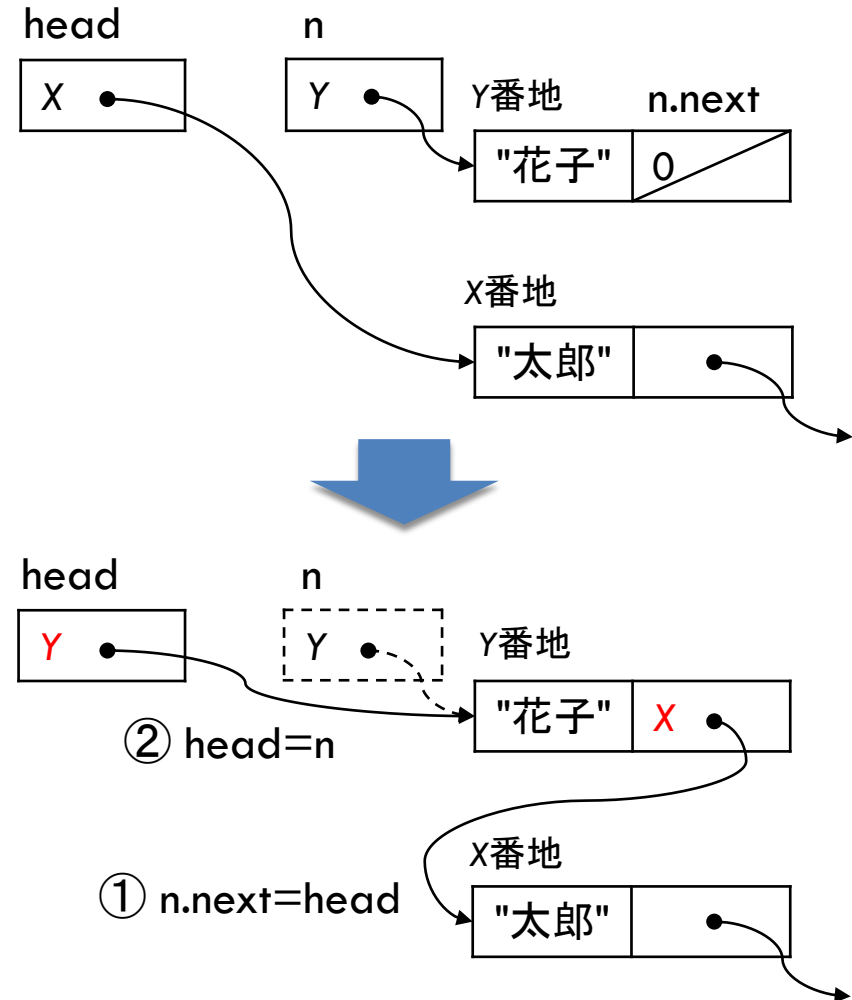 head n
X Y Y番地 n.next
"花子" 0
X番地
"太郎"
head n
Y Y Y番地
"花子" X
② head=n
X番地
① n.next=head "太郎"